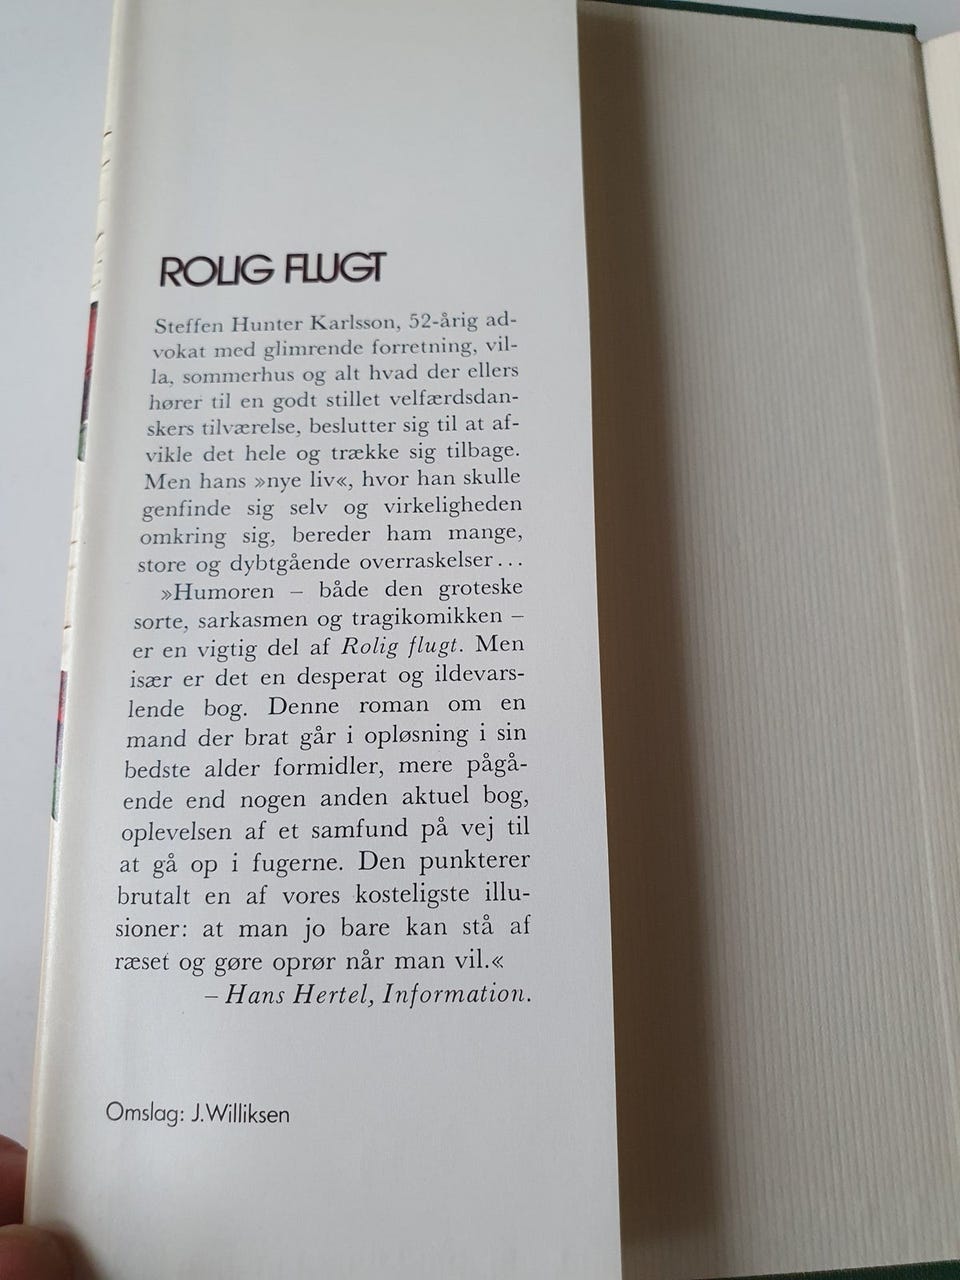 ROLIG FLUGT
Steffen Hunter Karlsson, 52-årig ad-
vokat med glimrende forretning, vil-
la, sommerhus og alt hvad der ellers
hører til en godt stillet velfærdsdan-
skers tilværelse, beslutter sig til at af-
vikle det hele og trække sig tilbage.
Men hans »nye liv«, hvor han skulle
genfinde sig selv og virkeligheden
omkring sig, bereder ham mange,
store og dybtgående overraskelser...
»Humoren – både den groteske
sorte, sarkasmen og tragikomikken –
er en vigtig del af Rolig flugt. Men
især er det en desperat og ildevars-
lende bog. Denne roman om en
mand der brat går i opløsning i sin
bedste alder formidler, mere pågå-
ende end nogen anden aktuel bog,
oplevelsen af et samfund på vej til
at gå op i fugerne. Den punkterer
brutalt en af vores kosteligste illu-
sioner: at man jo bare kan stå af
ræset og gøre oprør når man vil.«
– Hans Hertel, Information.
Omslag: J.Williksen